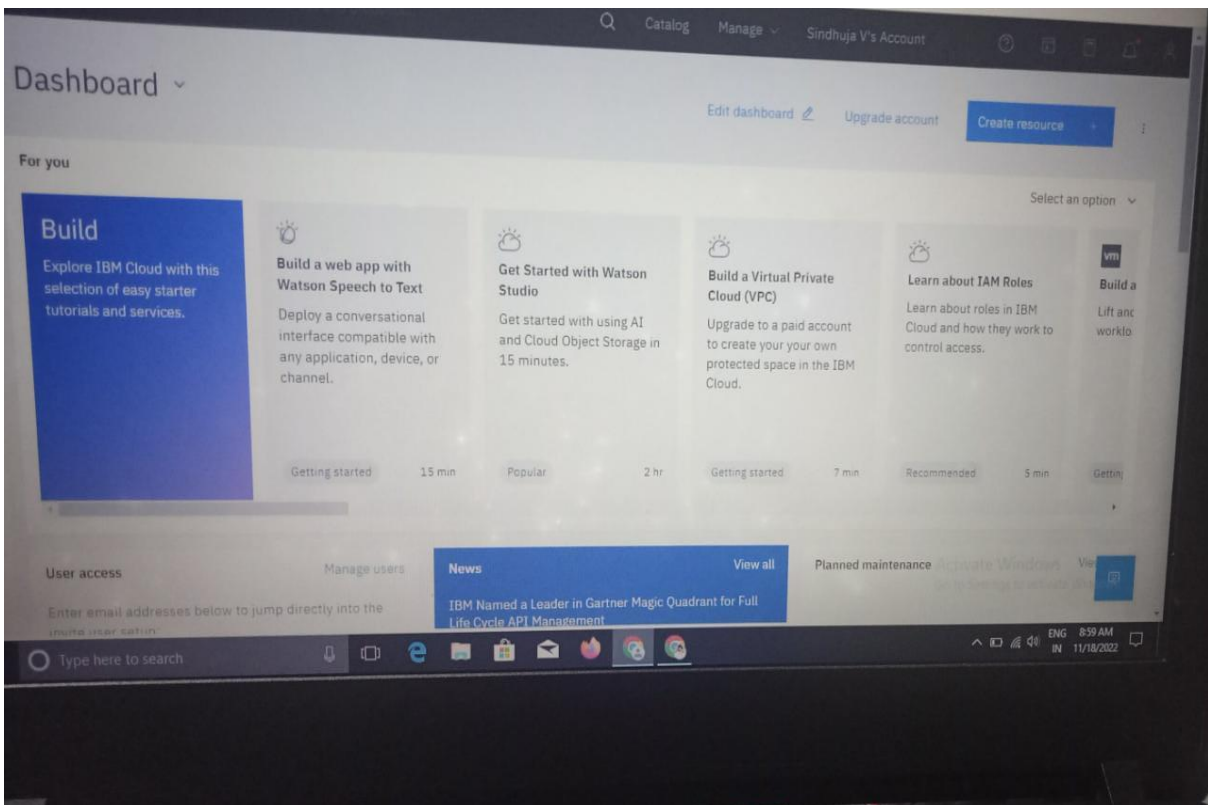 Catalog Manage Sindhuja V's Account
Dashboard
Edit dashboard Upgrade account Create resource +
For you
Select an option
Build
Explore IBM Cloud with this
selection of easy starter
tutorials and services.
Build a web app with
Watson Speech to Text
Deploy a conversational
interface compatible with
any application, device, or
channel.
Getting started 15 min
Get Started with Watson
Studio
Get started with using AI
and Cloud Object Storage in
15 minutes.
Popular 2 hr
Build a Virtual Private
Cloud (VPC)
Upgrade to a paid account
to create your your own
protected space in the IBM
Cloud.
Getting started 7 min
Learn about IAM Roles
Learn about roles in IBM
Cloud and how they work to
control access.
Recommended 5 min
vm
Build a
Lift and
worklo
Getting
User access Manage users
Enter email addresses below to jump directly into the
invite user
News View all
IBM Named a Leader in Gartner Magic Quadrant for Full
Life Cycle API Management
Planned maintenance
Activate Windows
Type here to search
ENG 8:59 AM
IN 11/18/2022